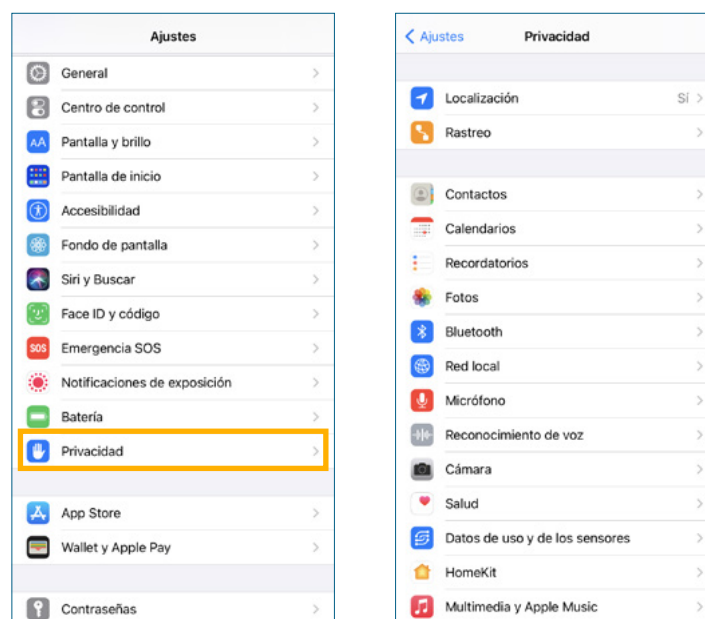 Ajustes
General
Centro de control
AA
Pantalla y brillo
Pantalla de inicio
Accesibilidad
Fondo de pantalla
Siri y Buscar
Face ID y código
SOS
Emergencia SOS
Notificaciones de exposición
Batería
Privacidad
App Store
Wallet y Apple Pay
Contraseñas
Ajustes
Privacidad
Localización
Sí
Rastreo
Contactos
Calendarios
Recordatorios
Fotos
Bluetooth
Red local
Micrófono
Reconocimiento de voz
Cámara
Salud
Datos de uso y de los sensores
HomeKit
Multimedia y Apple Music